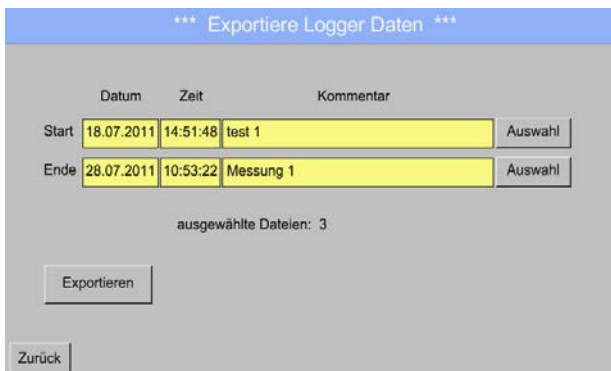 *** Exportiere Logger Daten ***
Datum Zeit Kommentar
Start 18.07.2011 14:51:48 test 1 Auswahl
Ende 28.07.2011 10:53:22 Messung 1 Auswahl
ausgewählte Dateien: 3
Exportieren
Zurück